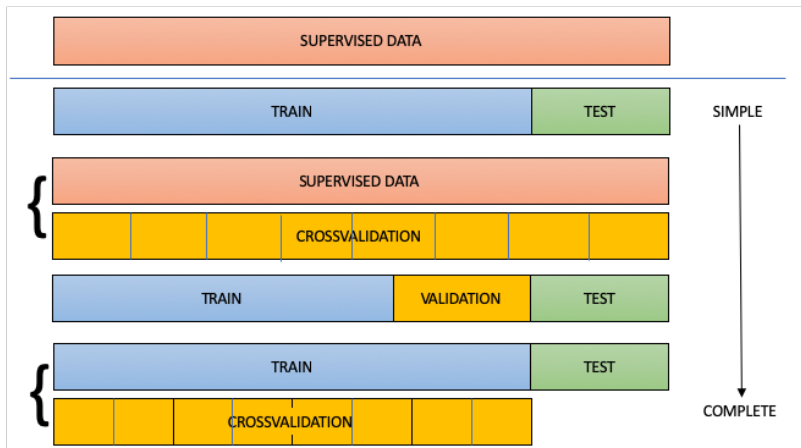 SUPERVISED DATA
TRAIN TEST SIMPLE
SUPERVISED DATA
CROSSVALIDATION
TRAIN VALIDATION TEST
TRAIN TEST
COMPLETE
CROSSVALIDATION